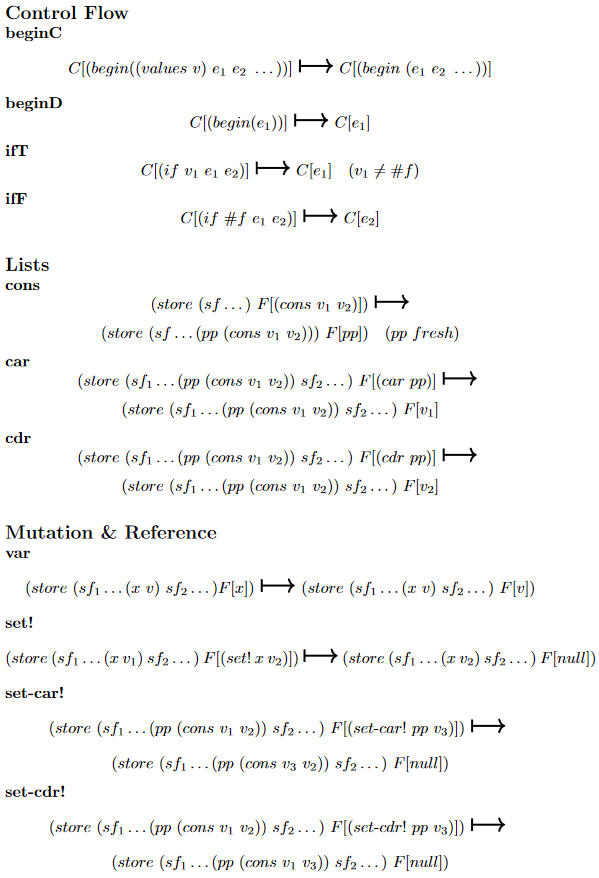 Control Flow
beginC
C[(begin((values v) e₁ e₂ …))] ⟼ C[(begin (e₁ e₂ …))]
beginD
C[(begin(e₁))] ⟼ C[e₁]
ifT
C[(if v₁ e₁ e₂)] ⟼ C[e₁] (v₁ ≠ #f)
ifF
C[(if #f e₁ e₂)] ⟼ C[e₂]
Lists
cons
(store (sf …) F[(cons v₁ v₂)]) ⟼
(store (sf …(pp (cons v₁ v₂))) F[pp]) (pp fresh)
car
(store (sf₁ …(pp (cons v₁ v₂)) sf₂ …) F[(car pp)] ⟼
(store (sf₁ …(pp (cons v₁ v₂)) sf₂ …) F[v₁]
cdr
(store (sf₁ …(pp (cons v₁ v₂)) sf₂ …) F[(cdr pp)] ⟼
(store (sf₁ …(pp (cons v₁ v₂)) sf₂ …) F[v₂]
Mutation & Reference
var
(store (sf₁ …(x v) sf₂ …)F[x]) ⟼ (store (sf₁ …(x v) sf₂ …) F[v])
set!
(store (sf₁ …(x v₁) sf₂ …) F[(set! x v₂)]) ⟼ (store (sf₁ …(x v₂) sf₂ …) F[null])
set-car!
(store (sf₁ …(pp (cons v₁ v₂)) sf₂ …) F[(set-car! pp v₃)]) ⟼
(store (sf₁ …(pp (cons v₃ v₂)) sf₂ …) F[null])
set-cdr!
(store (sf₁ …(pp (cons v₁ v₂)) sf₂ …) F[(set-cdr! pp v₃)]) ⟼
(store (sf₁ …(pp (cons v₁ v₃)) sf₂ …) F[null])